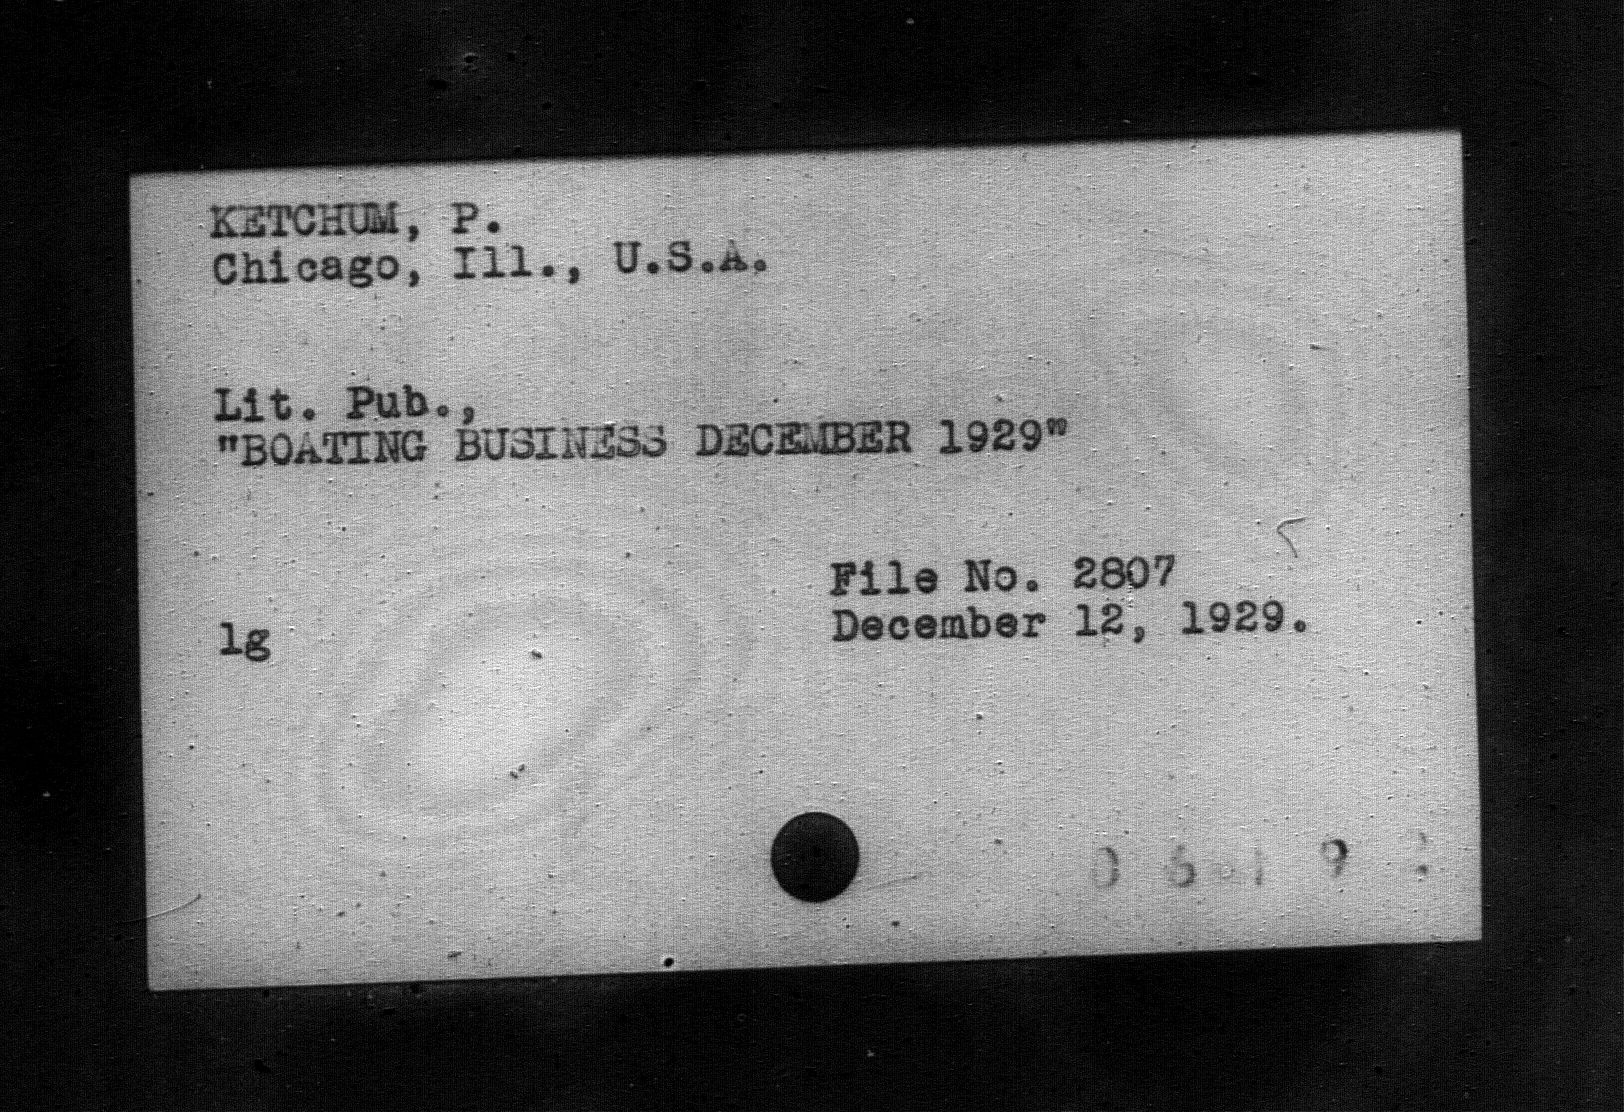 KETCHUM, P.
Chicago, Ill., U.S.A.
Lit. Pub.,
"BOATING BUSINESS DECEMBER 1929"
File No. 2807
December 12, 1929.
lg